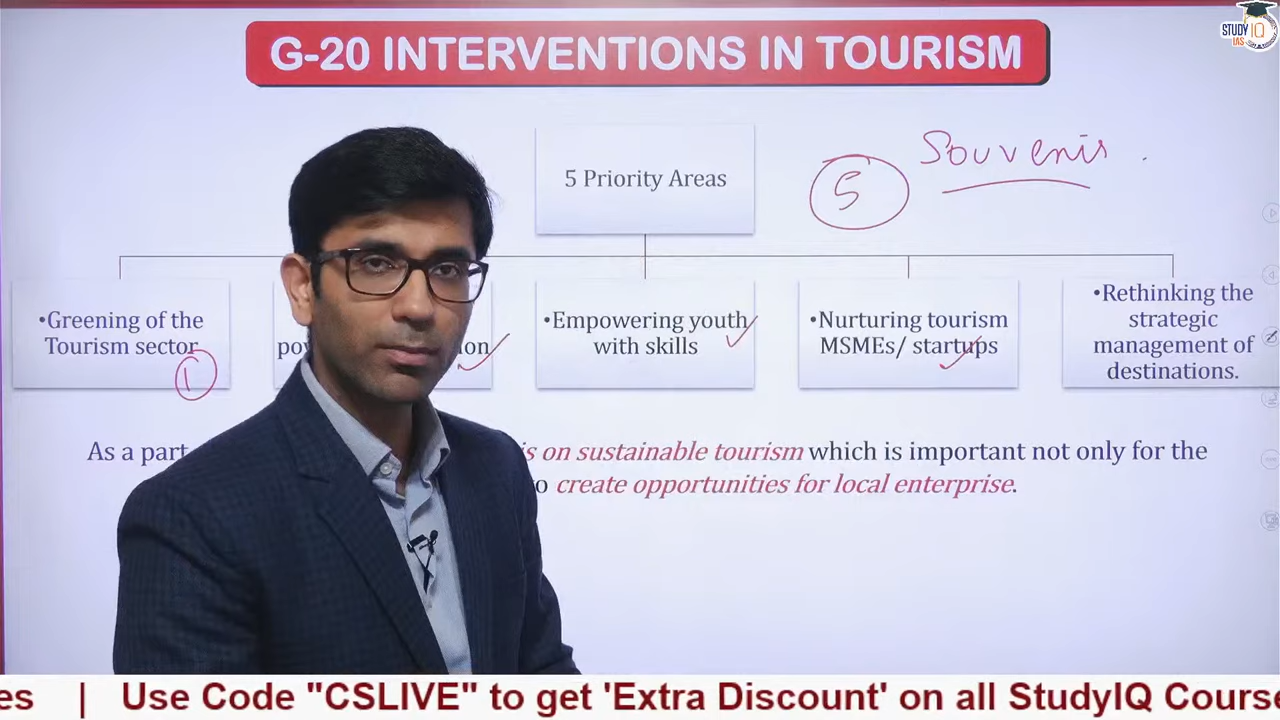 STUDY IQ
IAS
G-20 INTERVENTIONS IN TOURISM
5 Priority Areas
5
Souvenir.
•Greening of the
Tourism sector
1
•Empowering youth
with skills
•Nurturing tourism
MSMEs/ startups
•Rethinking the
strategic
management of
destinations.
As a part
is on sustainable tourism which is important not only for the
create opportunities for local enterprise.
es | Use Code "CSLIVE" to get 'Extra Discount' on all StudyIQ Course